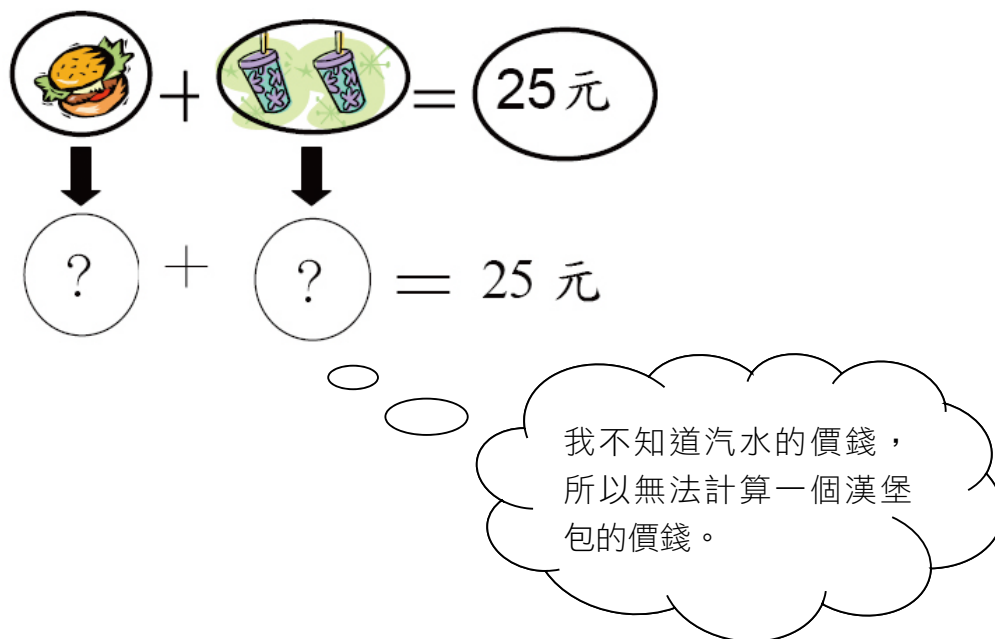 + = 25元
? + ? = 25 元
我不知道汽水的價錢，
所以無法計算一個漢堡
包的價錢。